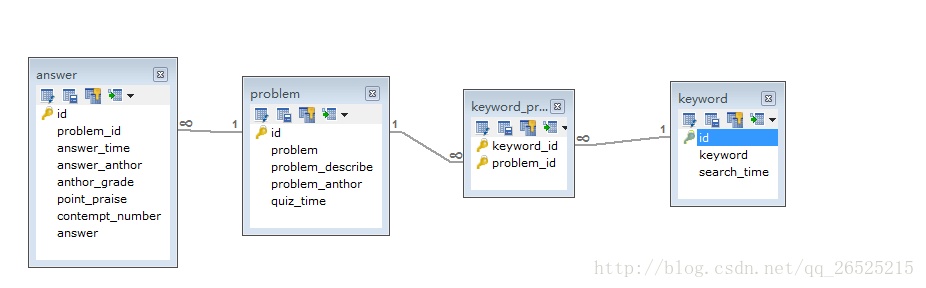 answer
id
problem_id
answer_time
answer_anthor
anthor_grade
point_praise
contempt_number
answer
∞
1
problem
id
problem
problem_describe
problem_anthor
quiz_time
1
∞
keyword_pr...
keyword_id
problem_id
∞
1
keyword
id
keyword
search_time
http://blog.csdn.net/qq_26525215